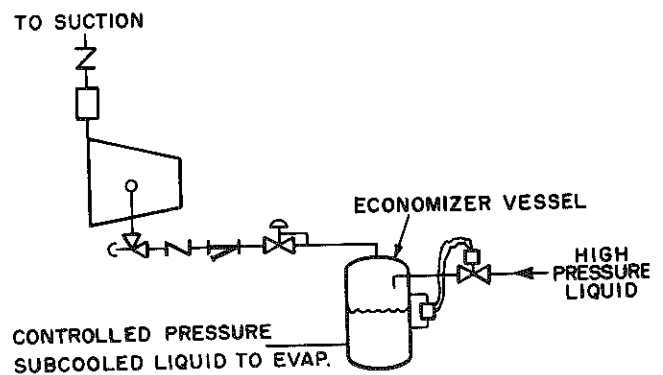 TO SUCTION
ECONOMIZER VESSEL
HIGH
PRESSURE
LIQUID
CONTROLLED PRESSURE
SUBCOOLED LIQUID TO EVAP.